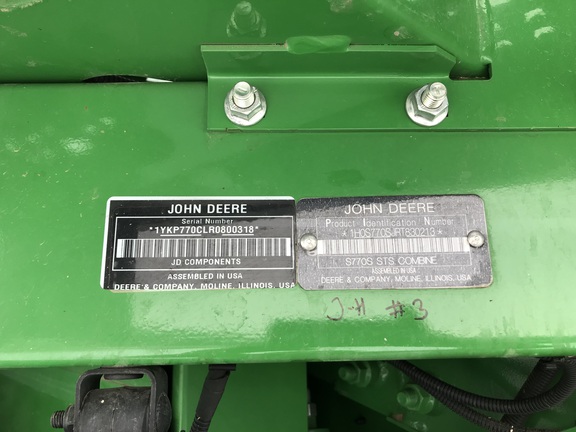 JOHN DEERE
Serial Number
*1YKP770CLR0800318*
JD COMPONENTS
ASSEMBLED IN USA
DEERE & COMPANY, MOLINE, ILLINOIS, USA
JOHN DEERE
Product Identification Number
*1H0S770SJRT830213*
S770S STS COMBINE
ASSEMBLED IN USA
DEERE & COMPANY, MOLINE, ILLINOIS, USA
J-H #3